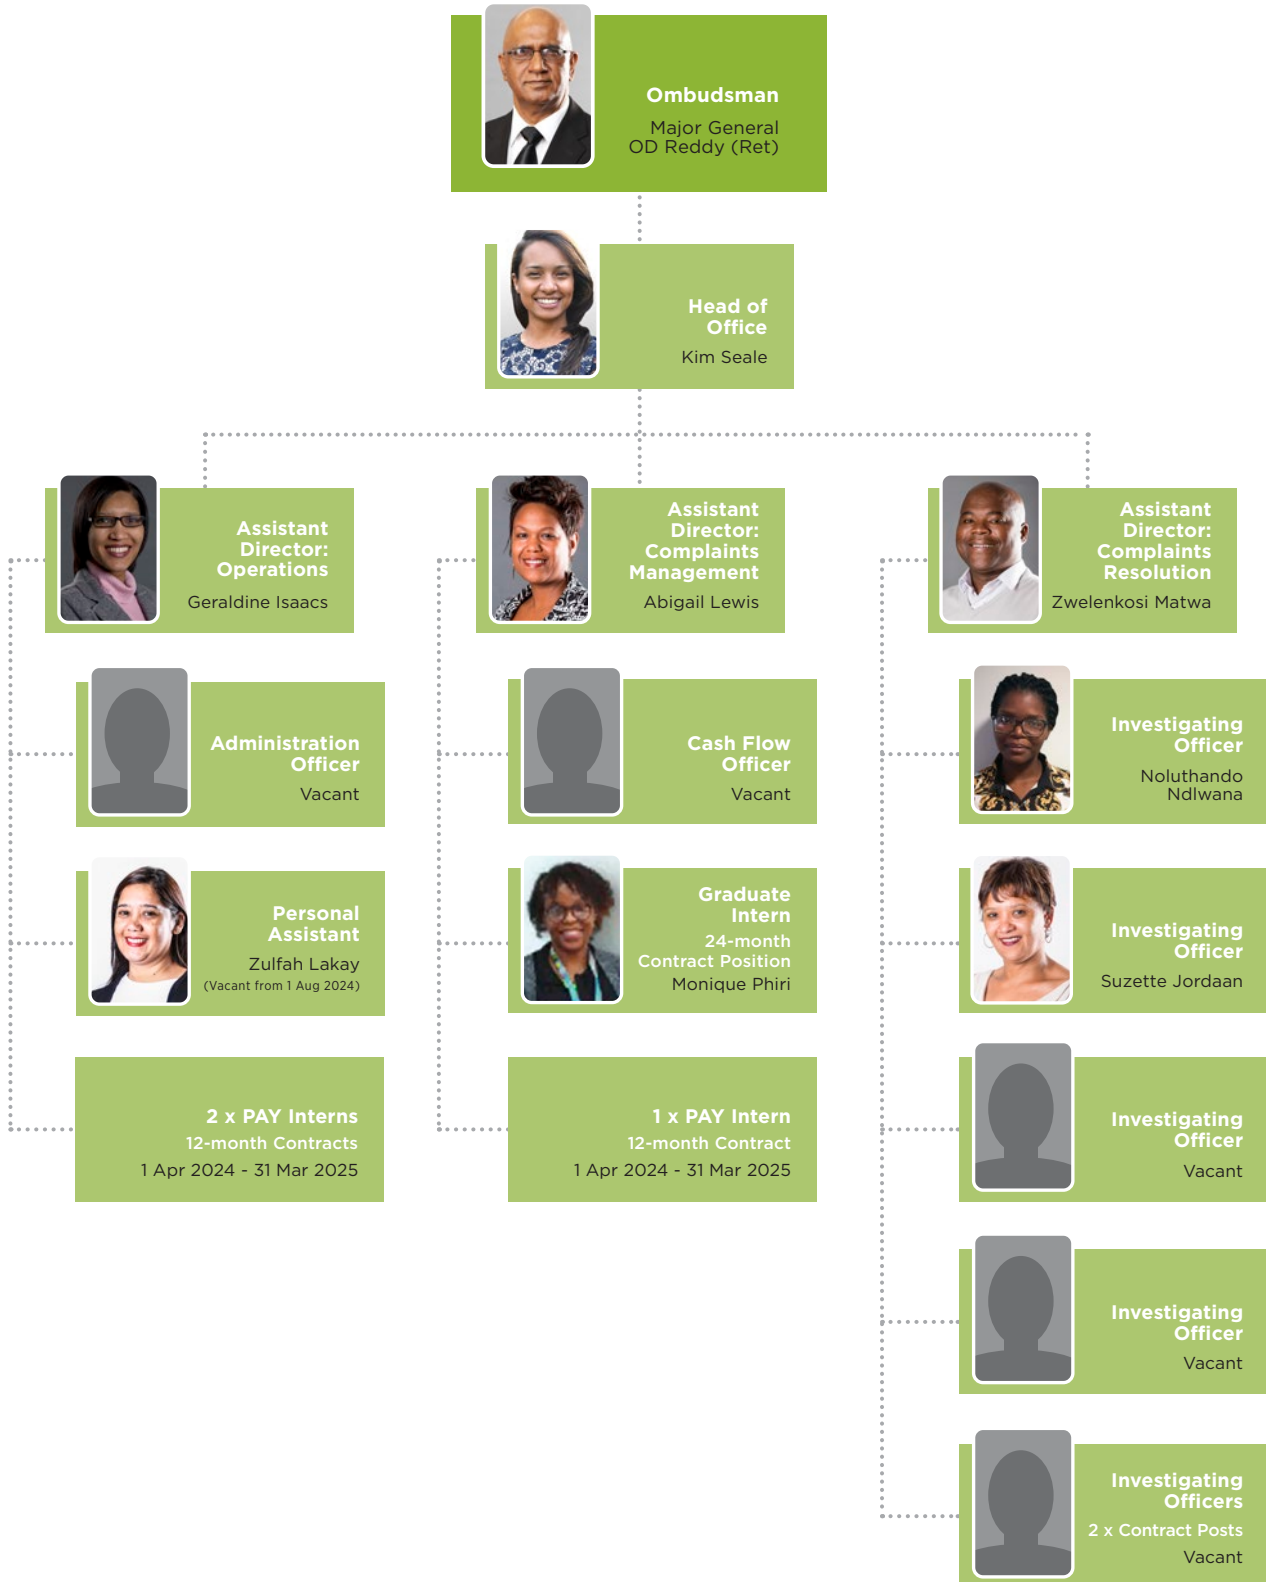 Ombudsman
Major General
OD Reddy (Ret)
Head of
Office
Kim Seale
Assistant
Director:
Operations
Geraldine Isaacs
Administration
Officer
Vacant
Personal
Assistant
Zulfah Lakay
(Vacant from 1 Aug 2024)
2 x PAY Interns
12-month Contracts
1 Apr 2024 - 31 Mar 2025
Assistant
Director:
Complaints
Management
Abigail Lewis
Cash Flow
Officer
Vacant
Graduate
Intern
24-month
Contract Position
Monique Phiri
1 x PAY Intern
12-month Contract
1 Apr 2024 - 31 Mar 2025
Assistant
Director:
Complaints
Resolution
Zwelenkosi Matwa
Investigating
Officer
Noluthando
Ndlwana
Investigating
Officer
Suzette Jordaan
Investigating
Officer
Vacant
Investigating
Officer
Vacant
Investigating
Officers
2 x Contract Posts
Vacant